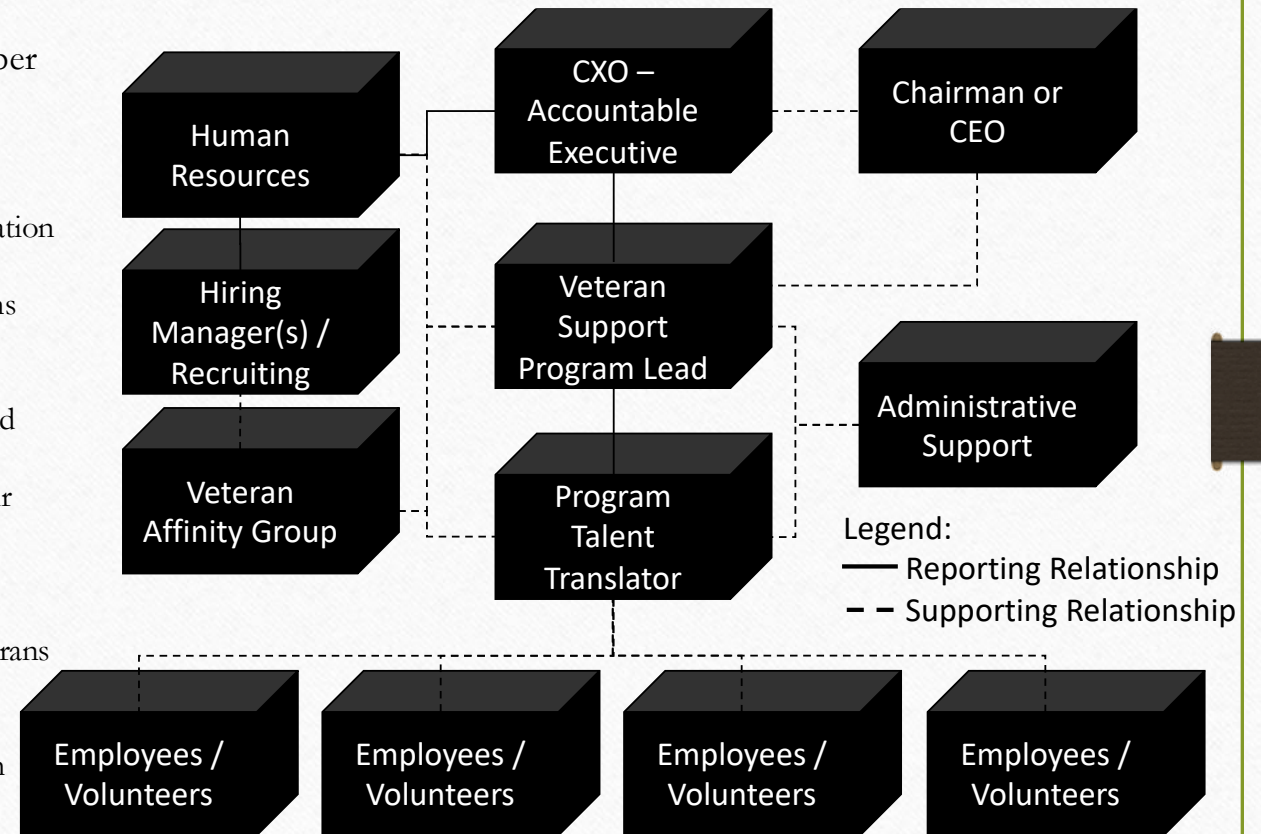 CXO –
Accountable
Executive
Chairman or
CEO
Human
Resources
Hiring
Manager(s) /
Recruiting
Veteran
Support
Program Lead
Administrative
Support
Veteran
Affinity Group
Program
Talent
Translator
Legend:
Reporting Relationship
Supporting Relationship
Employees /
Volunteers
Employees /
Volunteers
Employees /
Volunteers
Employees /
Volunteers